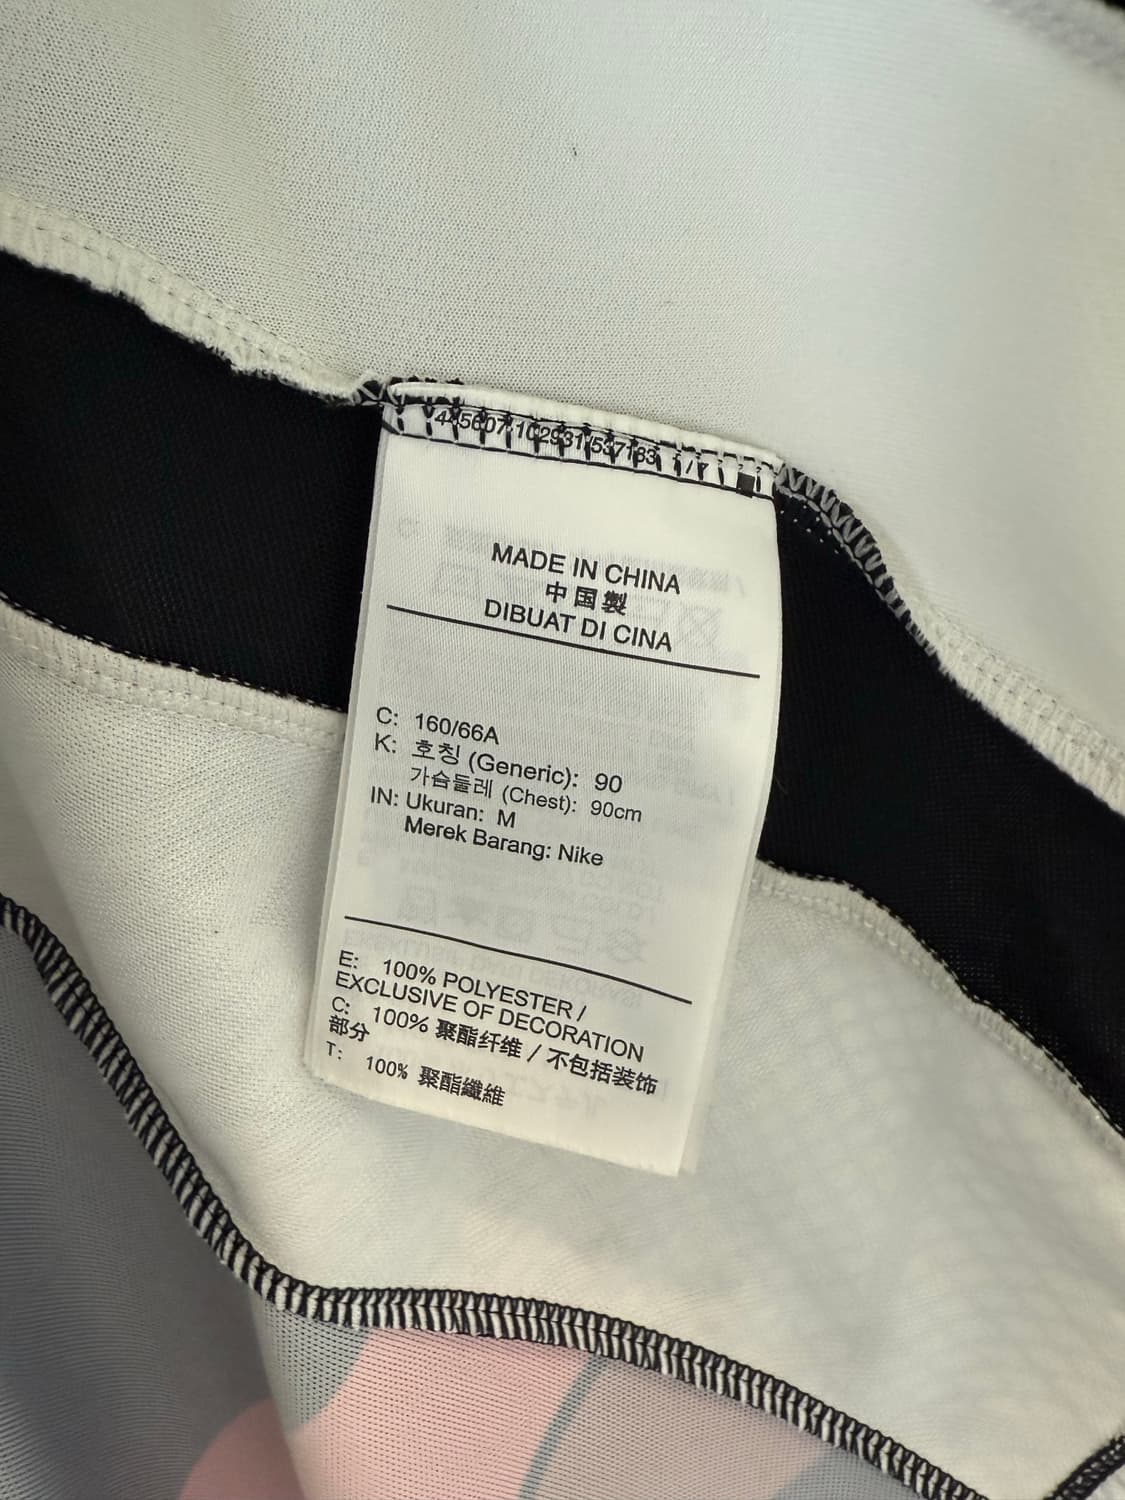 MADE IN CHINA
中国製
DIBUAT DI CINA
C: 160/66A
K: 호칭 (Generic): 90
가슴둘레 (Chest): 90cm
IN: Ukuran: M
Merek Barang: Nike
E: 100% POLYESTER /
EXCLUSIVE OF DECORATION
C: 100% 聚酯纤维 / 不包括装饰
部分
T: 100% 聚酯纖維